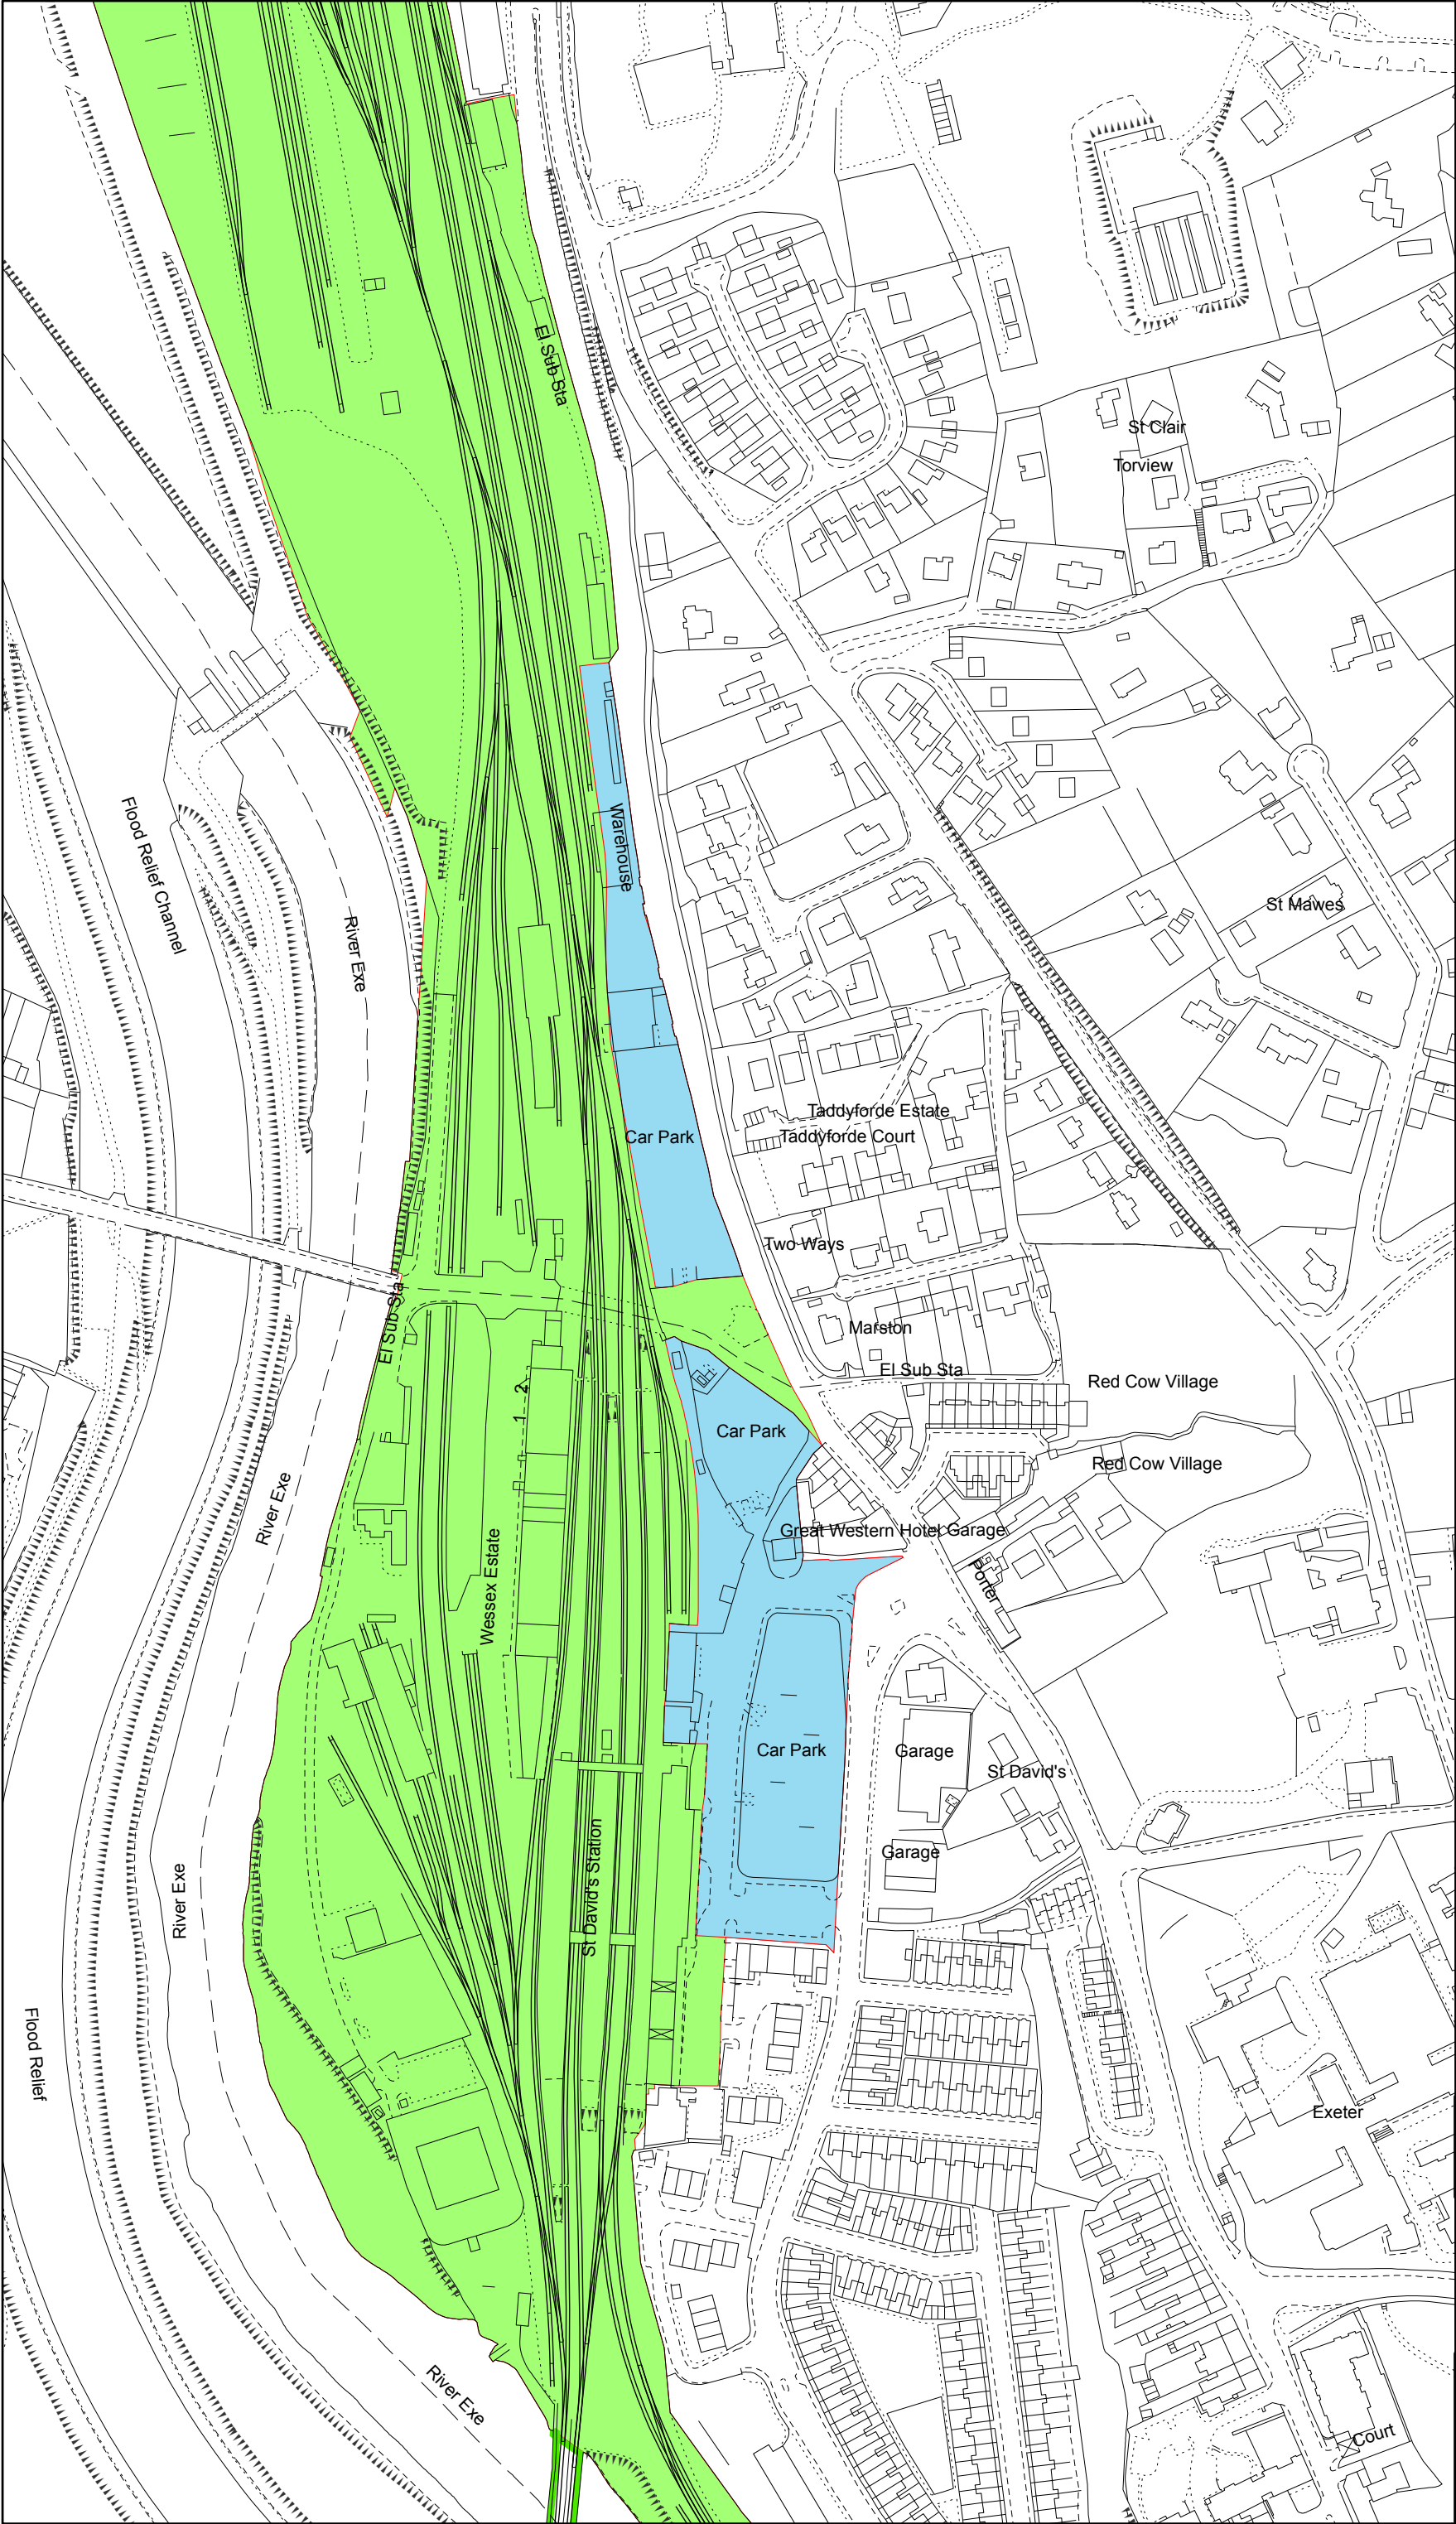 El Sub Sta
St Clair
Torview
Warehouse
Flood Relief Channel
River Exe
St Mawes
Taddyforde Estate
Taddyforde Court
Car Park
Two Ways
El Sub Sta
Marston
El Sub Sta
Red Cow Village
1 2
Car Park
Red Cow Village
River Exe
Great Western Hotel
Garage
Porter
Wessex Estate
Car Park
Garage
St David's
St David's Station
Garage
River Exe
Flood Relief
Exeter
River Exe
Court